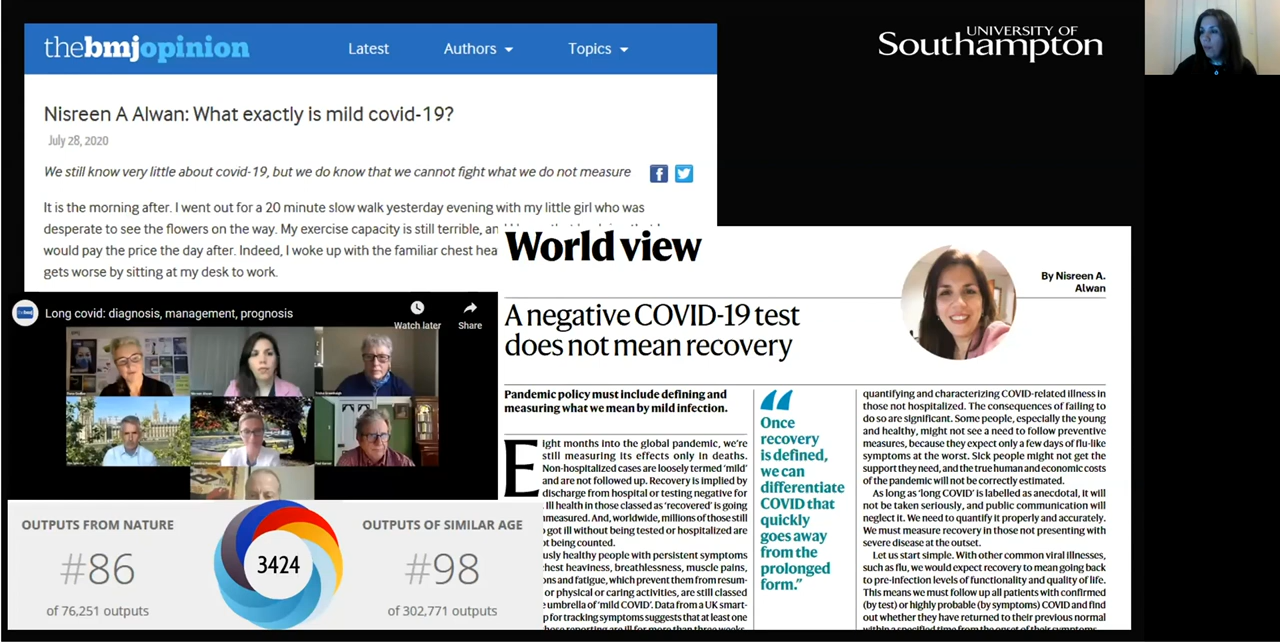 thebmjopinion
Latest
Authors
Topics
UNIVERSITY OF
Southampton
Nisreen A Alwan: What exactly is mild covid-19?
July 28, 2020
We still know very little about covid-19, but we do know that we cannot fight what we do not measure
It is the morning after. I went out for a 20 minute slow walk yesterday evening with my little girl who was
desperate to see the flowers on the way. My exercise capacity is still terrible, an
would pay the price the day after. Indeed, I woke up with the familiar chest hea
gets worse by sitting at my desk to work.
Long covid: diagnosis, management, prognosis
Watch later
Share
OUTPUTS FROM NATURE
#86
of 76,251 outputs
3424
OUTPUTS OF SIMILAR AGE
#98
of 302,771 outputs
World view
By Nisreen A.
Alwan
A negative COVID-19 test
does not mean recovery
Pandemic policy must include defining and
measuring what we mean by mild infection.
Eight months into the global pandemic, we're
still measuring its effects only in deaths.
Non-hospitalized cases are loosely termed 'mild'
and are not followed up. Recovery is implied by
discharge from hospital or testing negative for
Ill health in those classed as 'recovered' is going
measured. And, worldwide, millions of those still
got ill without being tested or hospitalized are
t being counted.
usly healthy people with persistent symptoms
hest heaviness, breathlessness, muscle pains,
ons and fatigue, which prevent them from resum-
or physical or caring activities, are still classed
umbrella of 'mild COVID'. Data from a UK smart-
p for tracking symptoms suggests that at least one
hose reporting are ill for more than three weeks.
“
Once
recovery
is defined,
we can
differentiate
COVID that
quickly
goes away
from the
prolonged
form.”
quantifying and characterizing COVID-related illness in
those not hospitalized. The consequences of failing to
do so are significant. Some people, especially the young
and healthy, might not see a need to follow preventive
measures, because they expect only a few days of flu-like
symptoms at the worst. Sick people might not get the
support they need, and the true human and economic costs
of the pandemic will not be correctly estimated.
As long as 'long COVID' is labelled as anecdotal, it will
not be taken seriously, and public communication will
neglect it. We need to quantify it properly and accurately.
We must measure recovery in those not presenting with
severe disease at the outset.
Let us start simple. With other common viral illnesses,
such as flu, we would expect recovery to mean going back
to pre-infection levels of functionality and quality of life.
This means we must follow up all patients with confirmed
(by test) or highly probable (by symptoms) COVID and find
out whether they have returned to their previous normal
within a specified time from the onset of their symptoms.